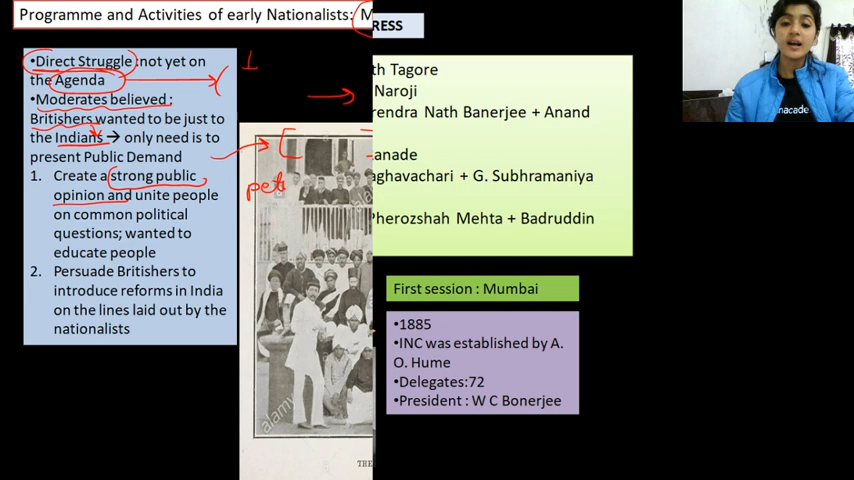 Programme and Activities of early Nationalists: M
RESS
•Direct Struggle :not yet on
the Agenda
•Moderates believed :
Britishers wanted to be just to
the Indians → only need is to
present Public Demand
1. Create a strong public
opinion and unite people
on common political
questions; wanted to
educate people
2. Persuade Britishers to
introduce reforms in India
on the lines laid out by the
nationalists
pet
th Tagore
Naroji
rendra Nath Banerjee + Anand
anade
aghavachari + G. Subhramaniya
Pherozshah Mehta + Badruddin
First session : Mumbai
•1885
•INC was established by A.
O. Hume
•Delegates:72
•President : W C Bonerjee
alamy
THE